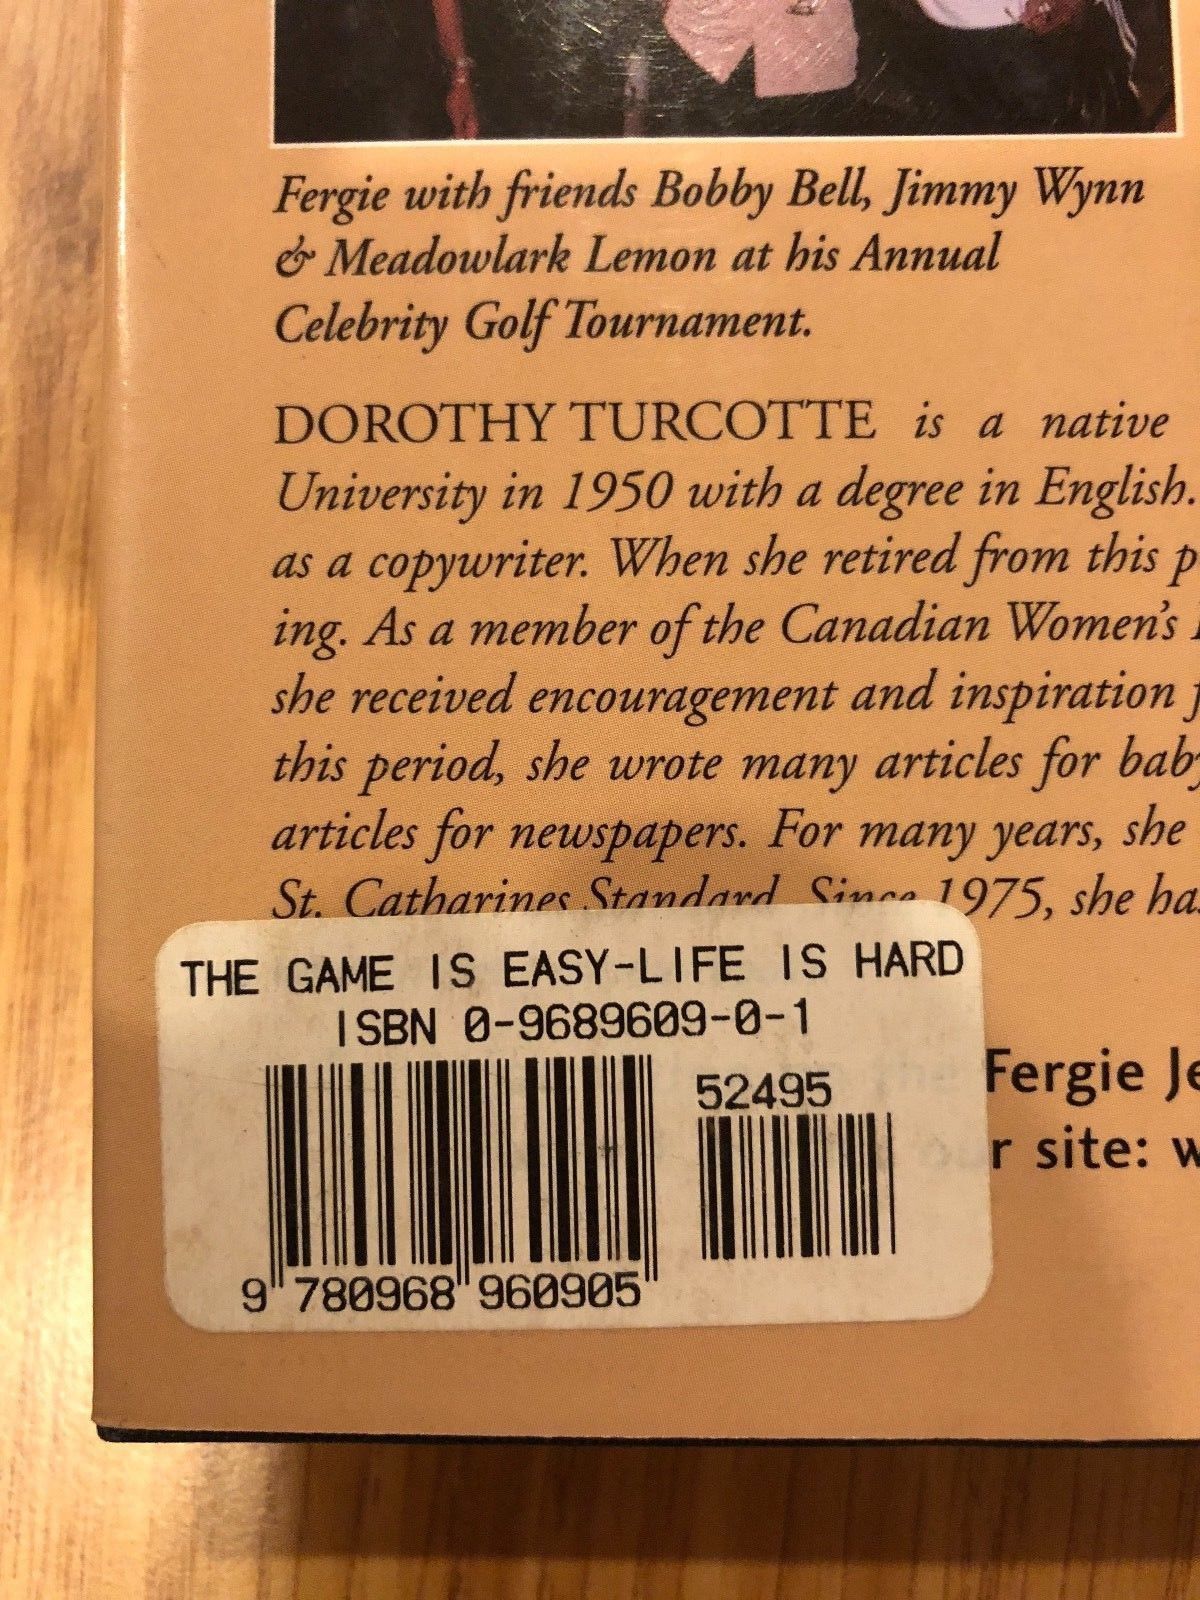 Fergie with friends Bobby Bell, Jimmy Wynn
& Meadowlark Lemon at his Annual
Celebrity Golf Tournament.
DOROTHY TURCOTTE is a native
University in 1950 with a degree in English.
as a copywriter. When she retired from this p
ing. As a member of the Canadian Women's
she received encouragement and inspiration f
this period, she wrote many articles for baby
articles for newspapers. For many years, she
St. Catharines Standard. Since 1975, she has
THE GAME IS EASY-LIFE IS HARD
ISBN 0-9689609-0-1
52495
9 780968 960905
Fergie Je
r site: w